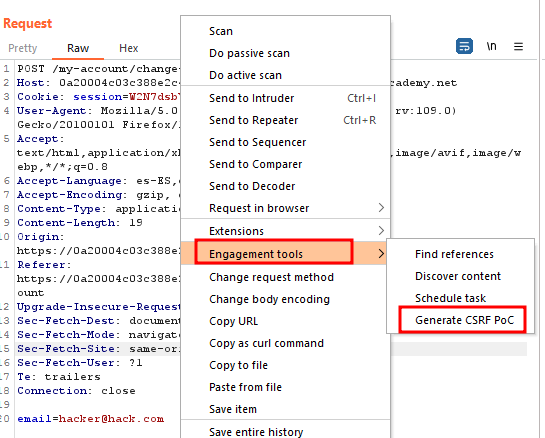 Request
Pretty Raw Hex \n
1 POST /my-account/change-
2 Host: 0a20004c03c388e2c cademy.net
3 Cookie: session=W2N7dsb
4 User-Agent: Mozilla/5.0 rv:109.0)
Gecko/20100101 Firefox/
5 Accept:
text/html,application/xh ,image/avif,image/w
ebp,*/*;q=0.8
6 Accept-Language: es-ES,
7 Accept-Encoding: gzip,
8 Content-Type: applicatio
9 Content-Length: 19
10 Origin:
https://0a20004c03c388e2
11 Referer:
https://0a20004c03c388e2
ount
12 Upgrade-Insecure-Request
13 Sec-Fetch-Dest: document
14 Sec-Fetch-Mode: navigate
15 Sec-Fetch-Site: same-ori
16 Sec-Fetch-User: ?1
17 Te: trailers
18 Connection: close
19
20 email=hacker@hack.com
Scan
Do passive scan
Do active scan
Send to Intruder Ctrl+I
Send to Repeater Ctrl+R
Send to Sequencer
Send to Comparer
Send to Decoder
Request in browser
Extensions
Engagement tools
Change request method
Change body encoding
Copy URL
Copy as curl command
Copy to file
Paste from file
Save item
Save entire history
Find references
Discover content
Schedule task
Generate CSRF PoC